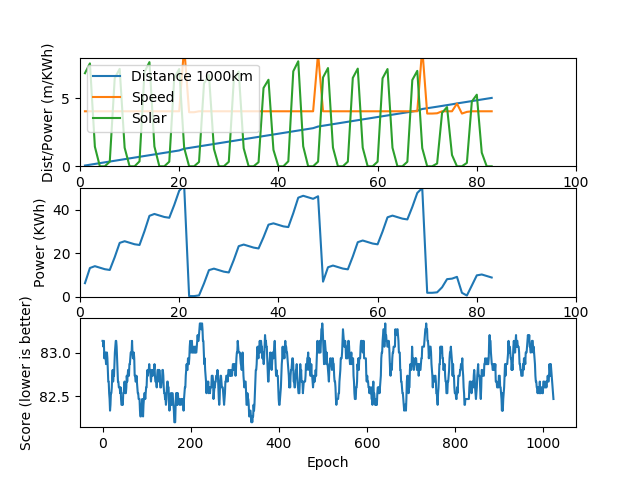 Dist/Power (m/KWh)
5
0
Distance 1000km
Speed
Solar
0 20 40 60 80 100
Power (KWh)
40
20
0
0 20 40 60 80 100
Score (lower is better)
83.0
82.5
0 200 400 600 800 1000
Epoch